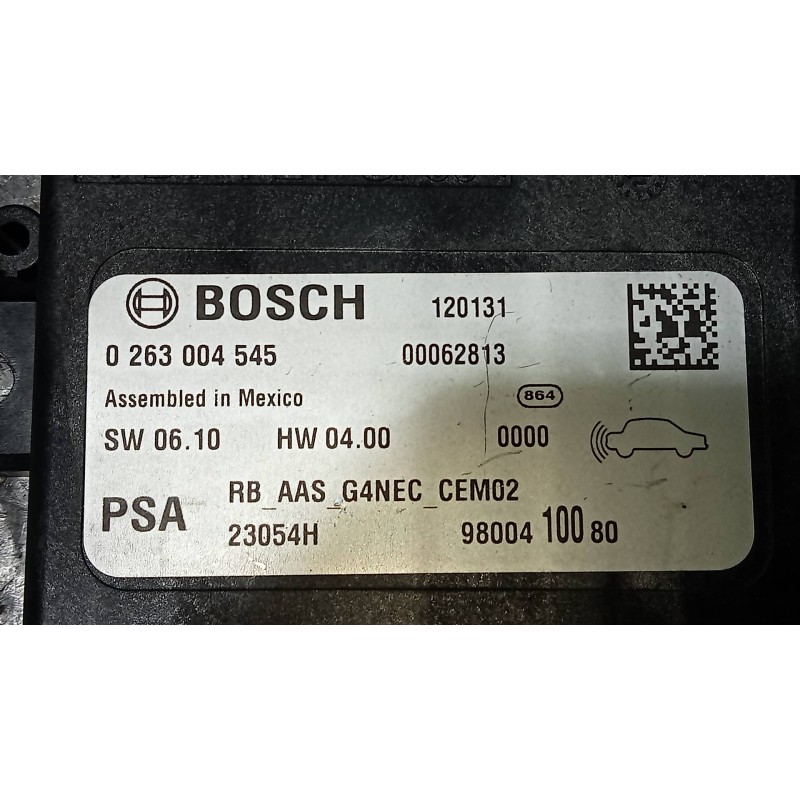 BOSCH 120131
0 263 004 545 00062813
Assembled in Mexico 864
SW 06.10 HW 04.00 0000
PSA RB_AAS_G4NEC_CEM02
23054H 98004 100 80